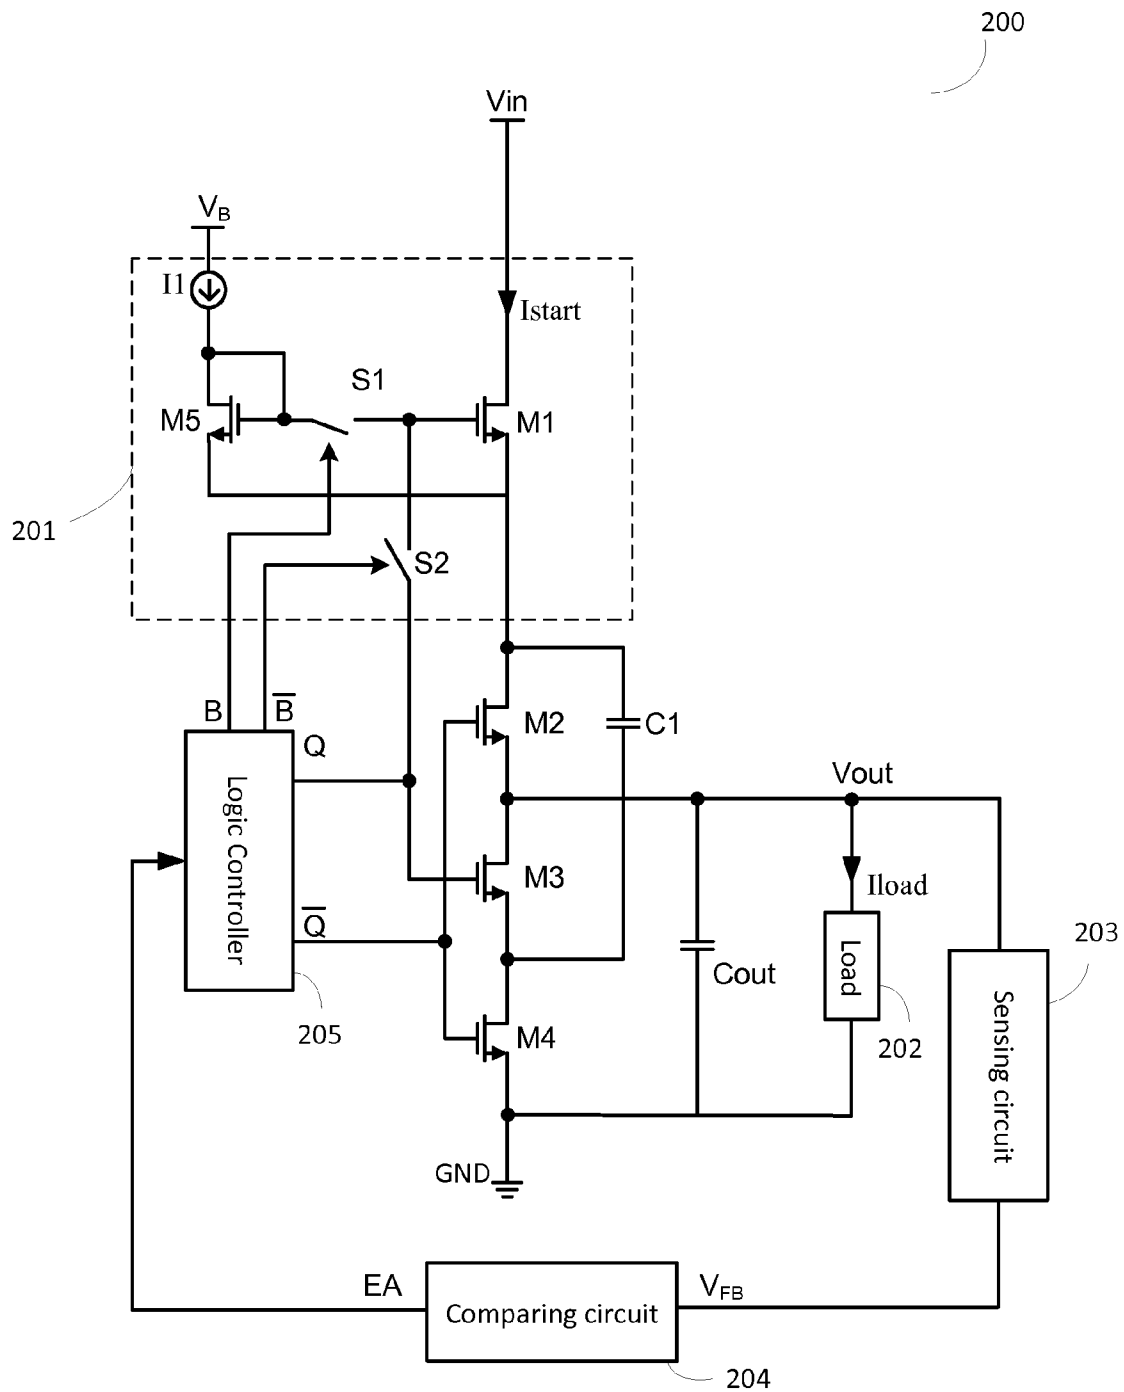 200
Vin
VB
I1
Istart
S1
M5
M1
201
S2
B
B̅
Q
M2
C1
Vout
Logic Controller
M3
Iload
Q̅
203
Load
Cout
Sensing circuit
205
M4
202
GND
EA
VFB
Comparing circuit
204